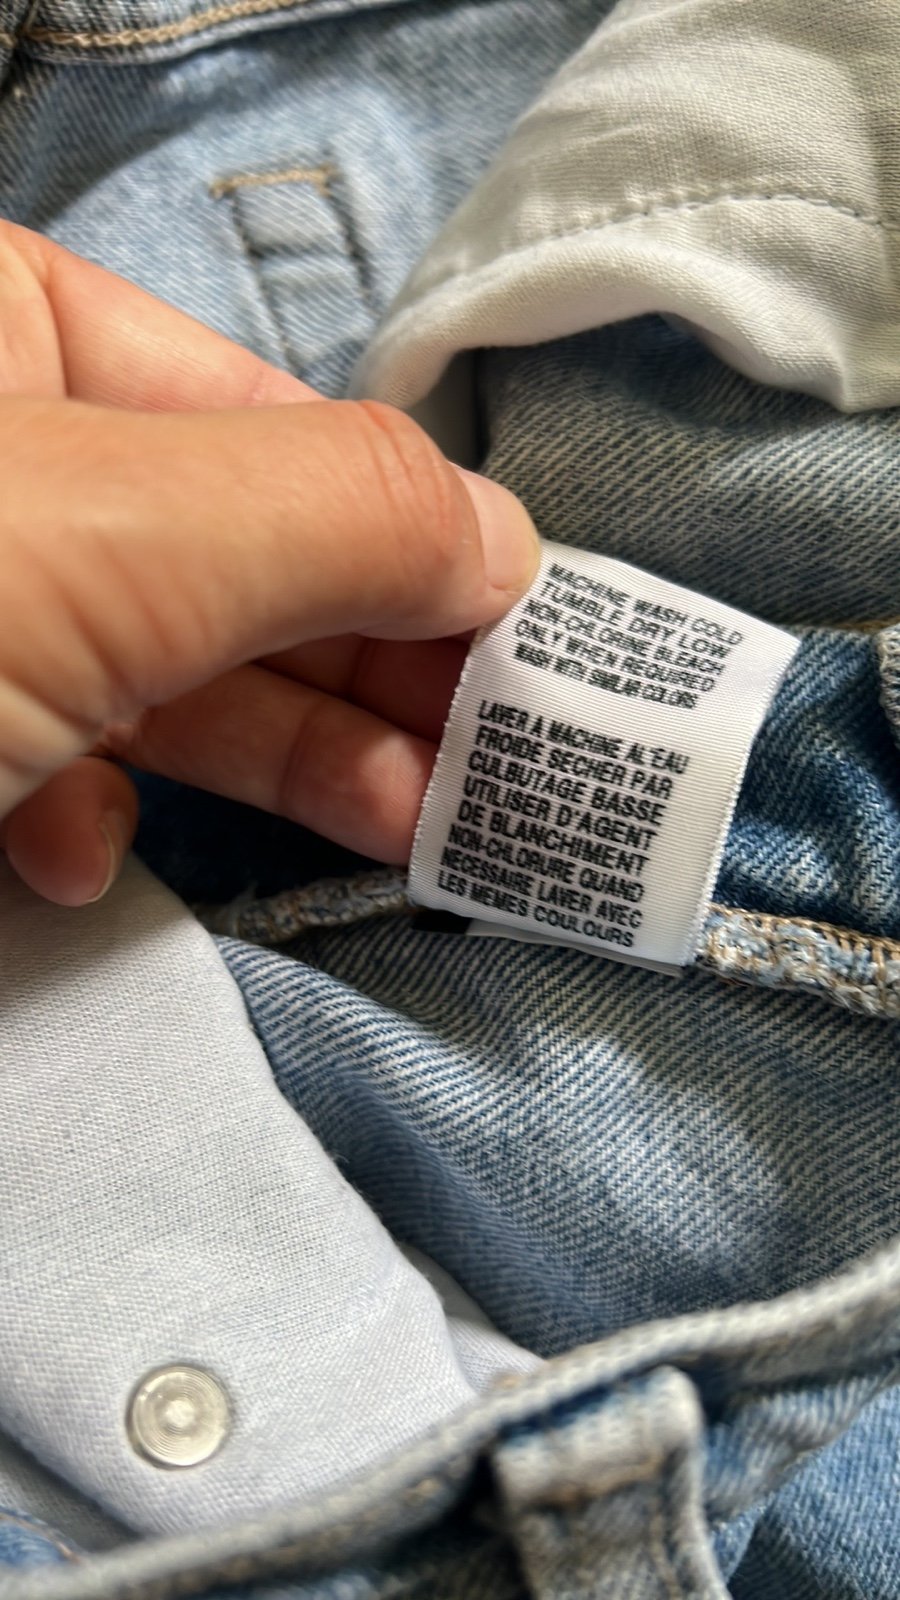 MACHINE WASH COLD
TUMBLE DRY LOW
NON-CHLORINE BLEACH
ONLY WHEN REQUIRED
WASH WITH SIMILAR COLORS
LAVER A MACHINE AL'EAU
FROIDE SECHER PAR
CULBUTAGE BASSE
UTILISER D'AGENT
DE BLANCHIMENT
NON-CHLORURE QUAND
NECESSAIRE LAVER AVEC
LES MEMES COULOURS